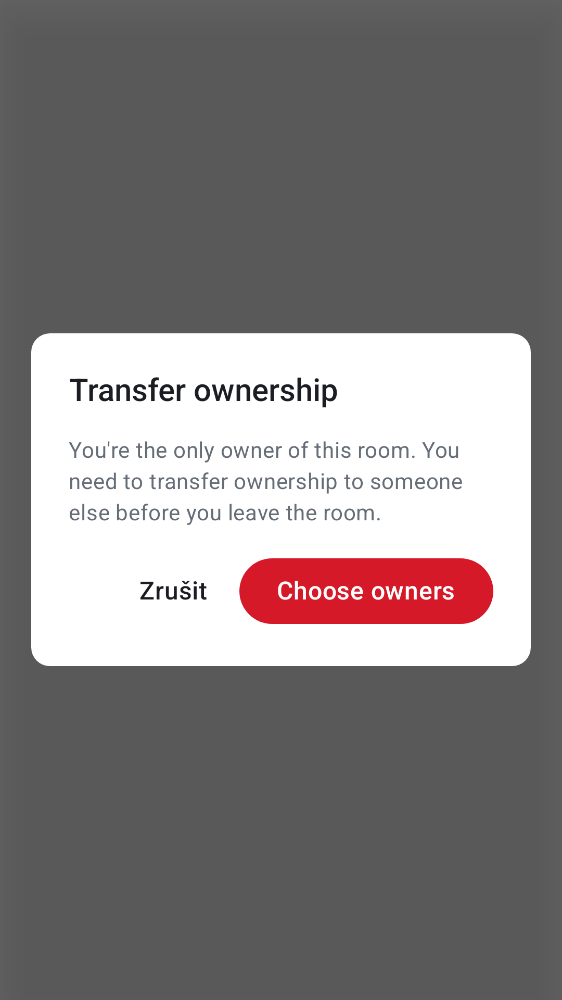 Transfer ownership
You're the only owner of this room. You
need to transfer ownership to someone
else before you leave the room.
Zrušit
Choose owners